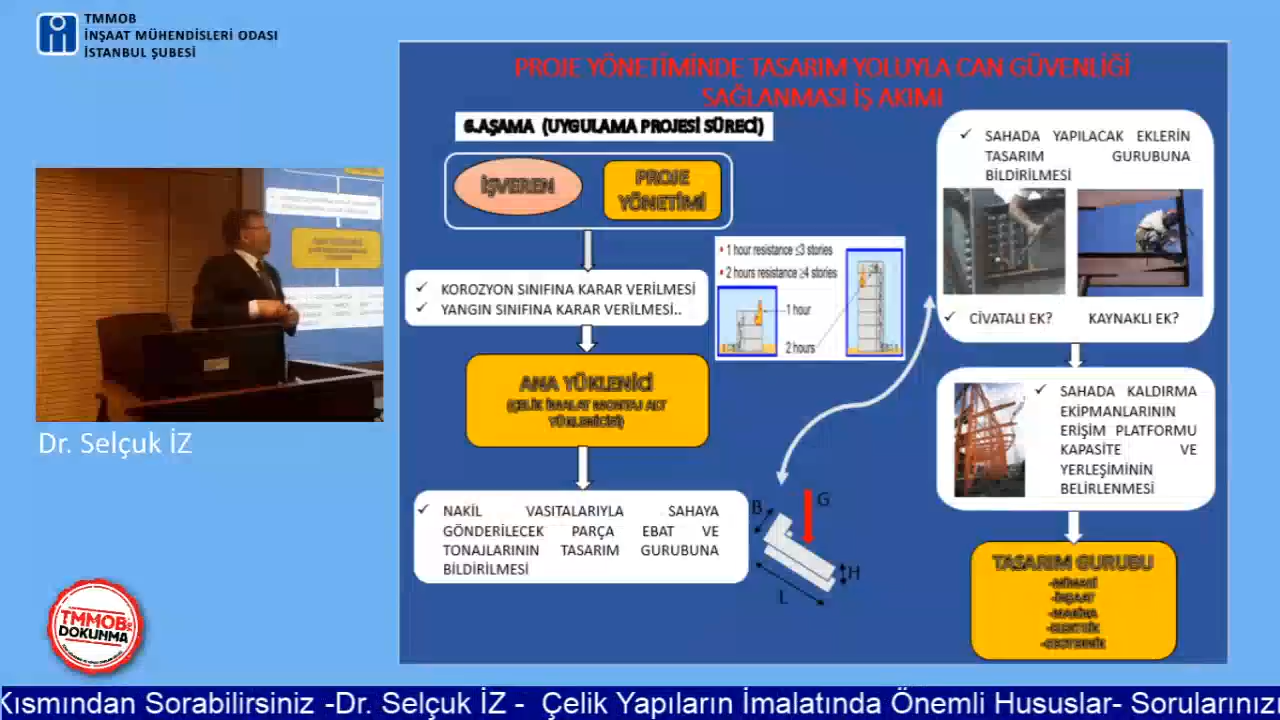 TMMOB
İNŞAAT MÜHENDİSLERİ ODASI
İSTANBUL ŞUBESİ
PROJE YÖNETİMİNDE TASARIM YOLUYLA CAN GÜVENLİĞİ
SAĞLANMASI İŞ AKIMI
6.AŞAMA (UYGULAMA PROJESİ SÜRECİ)
İŞVEREN
PROJE
YÖNETİMİ
✓ KOROZYON SINIFINA KARAR VERİLMESİ
✓ YANGIN SINIFINA KARAR VERİLMESİ..
• 1 hour resistance ≤3 stories
• 2 hours resistance ≥4 stories
1 hour
2 hours
ANA YÜKLENİCİ
(ÇELİK İMALAT MONTAJ ALT
YÜKLENİCİSİ)
✓ NAKİL VASITALARIYLA SAHAYA
GÖNDERİLECEK PARÇA EBAT VE
TONAJLARININ TASARIM GURUBUNA
BİLDİRİLMESİ
B
G
H
L
✓ SAHADA YAPILACAK EKLERİN
TASARIM GURUBUNA
BİLDİRİLMESİ
✓ CİVATALI EK? KAYNAKLI EK?
✓ SAHADA KALDIRMA
EKİPMANLARININ
ERİŞİM PLATFORMU
KAPASİTE VE
YERLEŞİMİNİN
BELİRLENMESİ
TASARIM GURUBU
-MİMARİ
-İNŞAAT
-MAKİNA
-ELEKTRİK
-GEOTEKNİK
Dr. Selçuk İZ
TMMOB'ye
DOKUNMA
Kısmından Sorabilirsiniz -Dr. Selçuk İZ - Çelik Yapıların İmalatında Önemli Hususlar- Sorularınızı